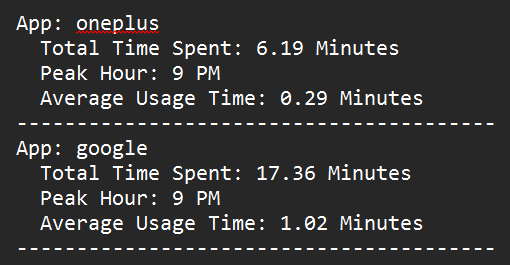 App: oneplus
Total Time Spent: 6.19 Minutes
Peak Hour: 9 PM
Average Usage Time: 0.29 Minutes
----------------------------------------
App: google
Total Time Spent: 17.36 Minutes
Peak Hour: 9 PM
Average Usage Time: 1.02 Minutes
----------------------------------------